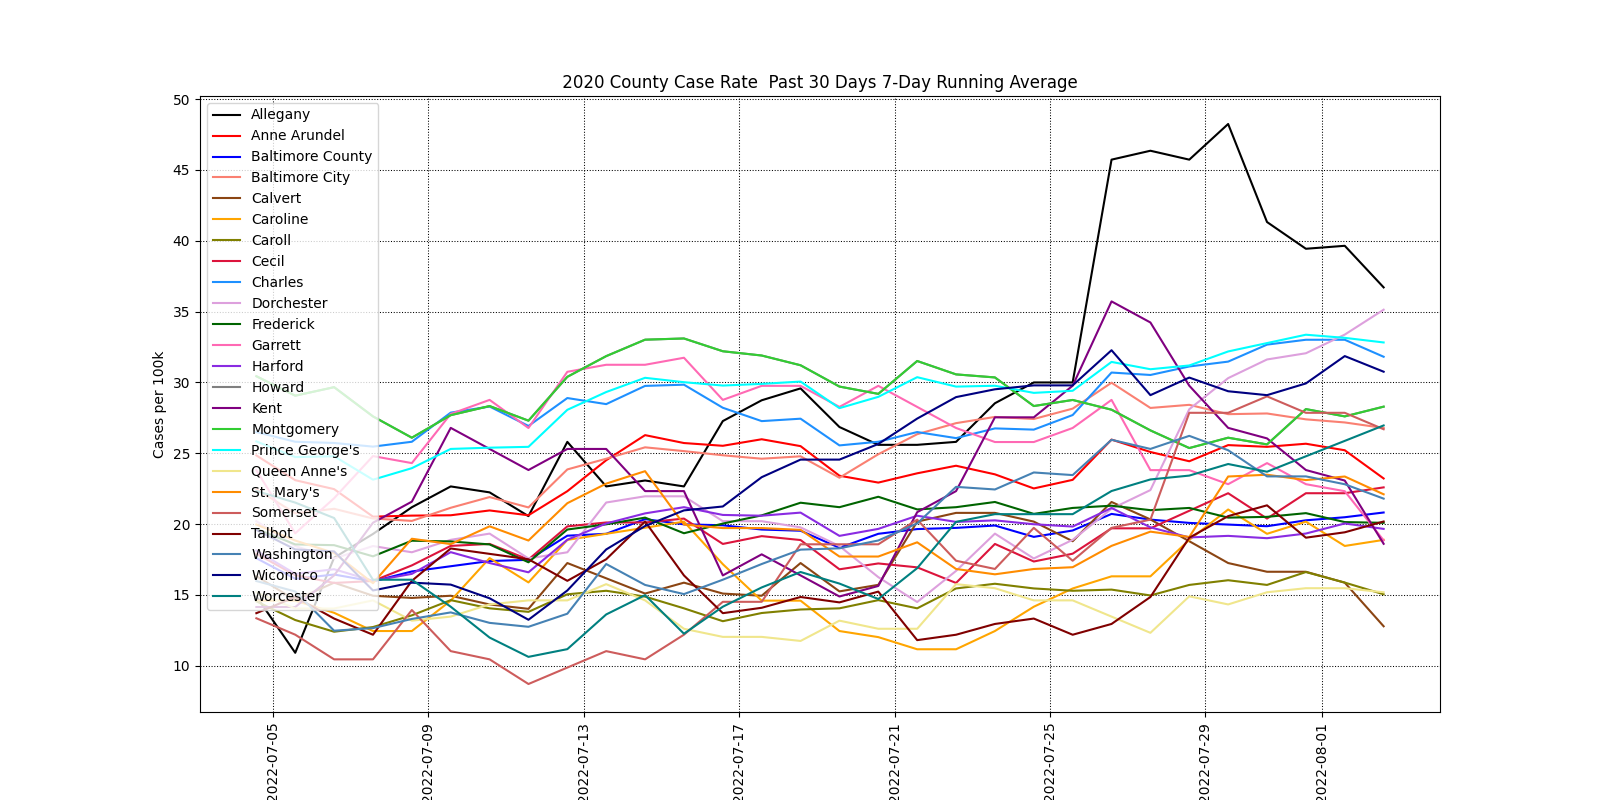 2020 County Case Rate  Past 30 Days 7-Day Running Average
Cases per 100k
50
45
40
35
30
25
20
15
10
Allegany
Anne Arundel
Baltimore County
Baltimore City
Calvert
Caroline
Caroll
Cecil
Charles
Dorchester
Frederick
Garrett
Harford
Howard
Kent
Montgomery
Prince George's
Queen Anne's
St. Mary's
Somerset
Talbot
Washington
Wicomico
Worcester
2022-07-05
2022-07-09
2022-07-13
2022-07-17
2022-07-21
2022-07-25
2022-07-29
2022-08-01